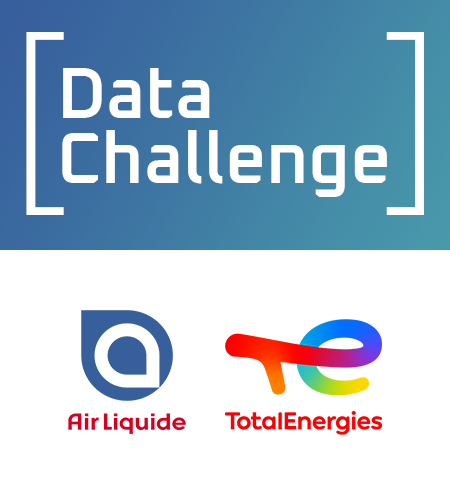 Data
Challenge
Air Liquide
TotalEnergies